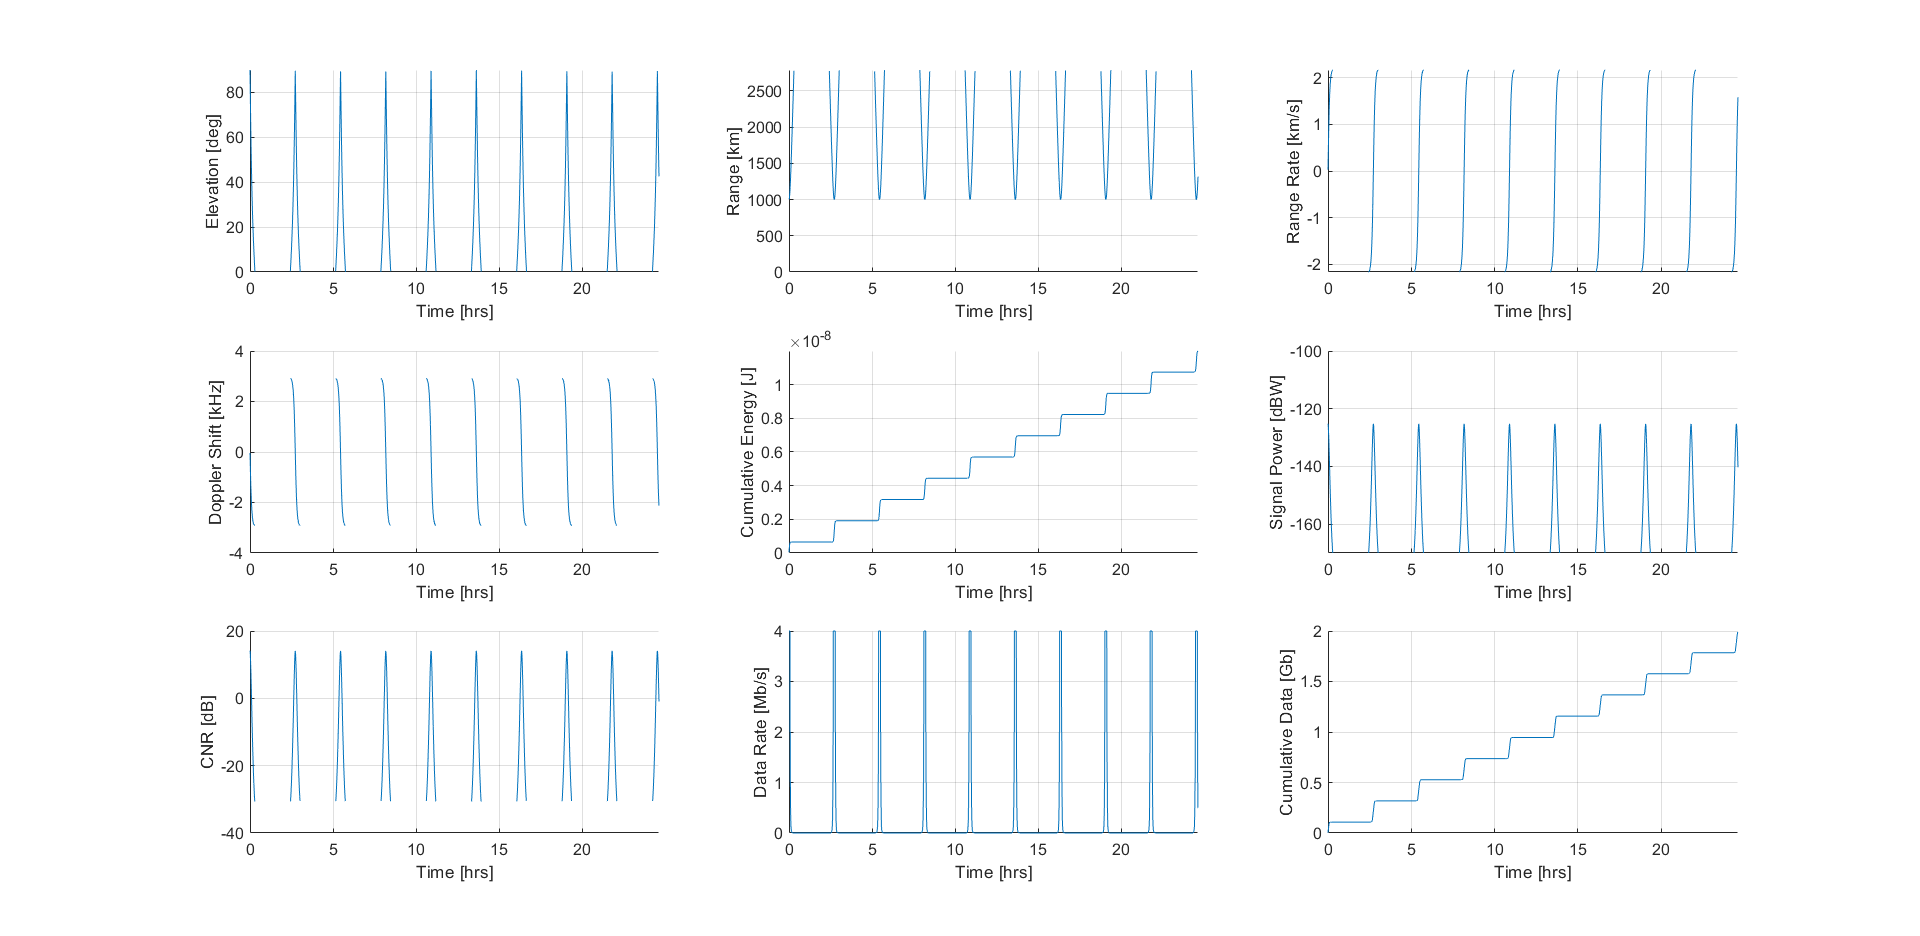 Elevation [deg]
80
60
40
20
0
0 5 10 15 20
Time [hrs]
Range [km]
2500
2000
1500
1000
500
0
0 5 10 15 20
Time [hrs]
Range Rate [km/s]
2
1
0
-1
-2
0 5 10 15 20
Time [hrs]
Doppler Shift [kHz]
4
2
0
-2
-4
0 5 10 15 20
Time [hrs]
×10-8
Cumulative Energy [J]
1
0.8
0.6
0.4
0.2
0
0 5 10 15 20
Time [hrs]
Signal Power [dBW]
-100
-120
-140
-160
0 5 10 15 20
Time [hrs]
CNR [dB]
20
0
-20
-40
0 5 10 15 20
Time [hrs]
Data Rate [Mb/s]
4
3
2
1
0
0 5 10 15 20
Time [hrs]
Cumulative Data [Gb]
2
1.5
1
0.5
0
0 5 10 15 20
Time [hrs]